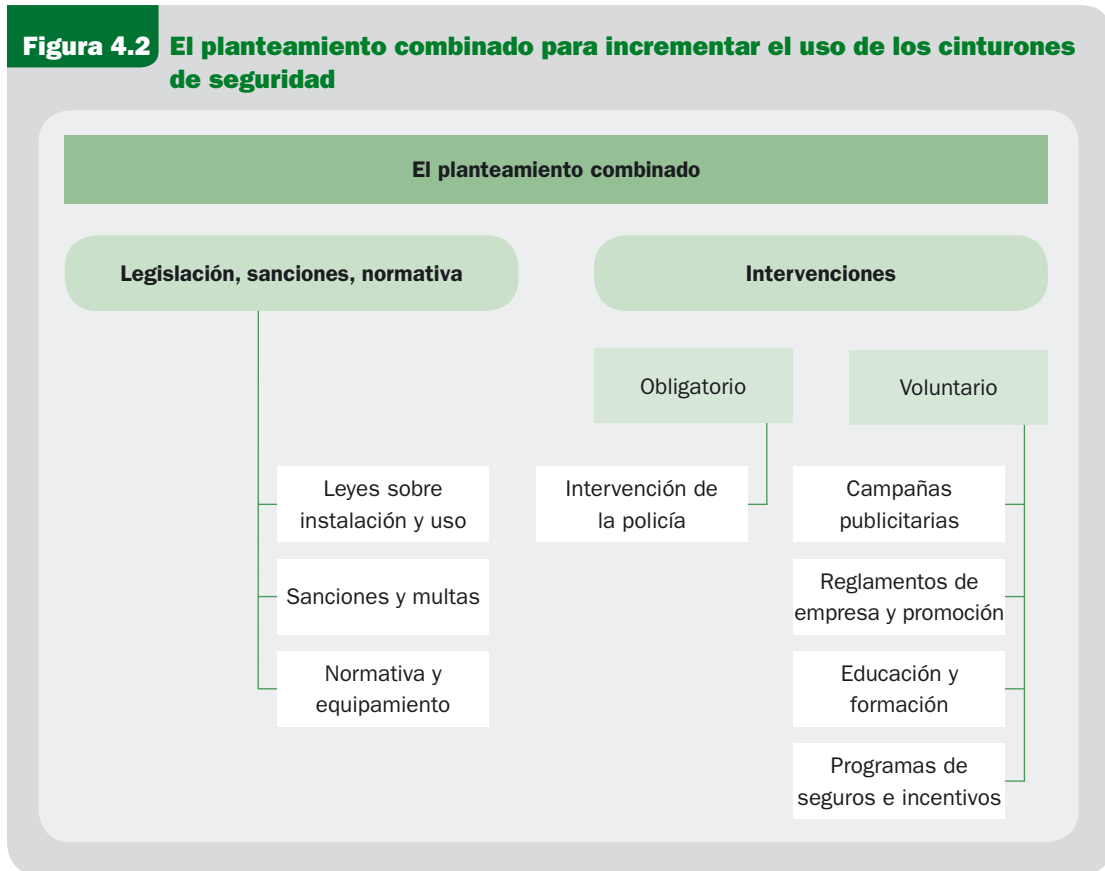 Figura 4.2
El planteamiento combinado para incrementar el uso de los cinturones
de seguridad
El planteamiento combinado
Legislación, sanciones, normativa
Intervenciones
Obligatorio
Voluntario
Leyes sobre
instalación y uso
Sanciones y multas
Normativa y
equipamiento
Intervención de
la policía
Campañas
publicitarias
Reglamentos de
empresa y promoción
Educación y
formación
Programas de
seguros e incentivos